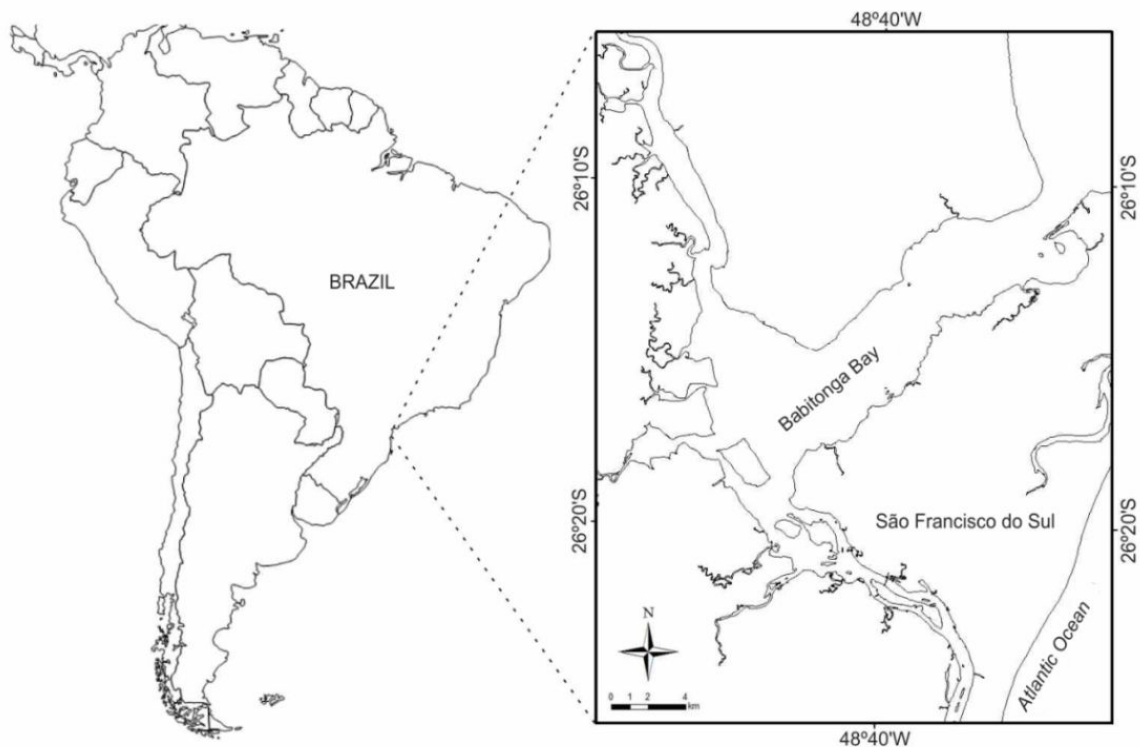 48º40'W
26º10'S
26º10'S
BRAZIL
Babitonga Bay
São Francisco do Sul
26º20'S
26º20'S
Atlantic Ocean
N
0 1 2 4
km
48º40'W